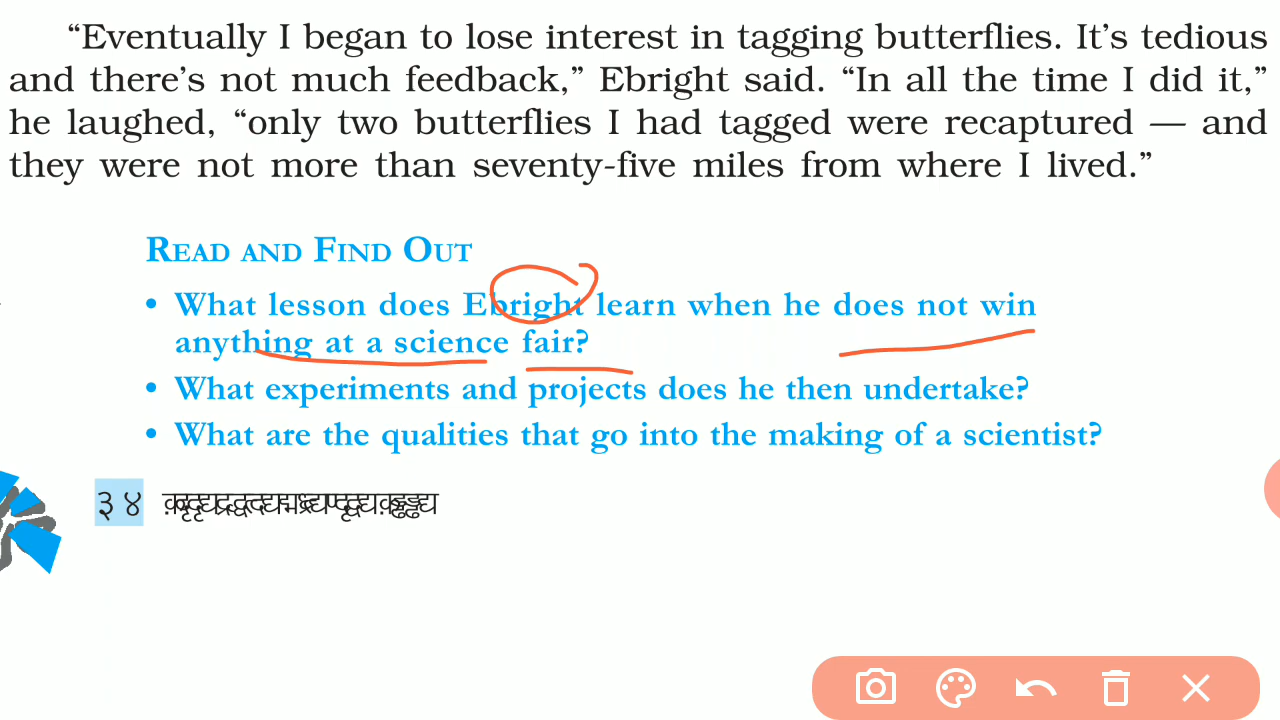 “Eventually I began to lose interest in tagging butterflies. It’s tedious
and there’s not much feedback,” Ebright said. “In all the time I did it,”
he laughed, “only two butterflies I had tagged were recaptured — and
they were not more than seventy-five miles from where I lived.”
READ AND FIND OUT
• What lesson does Ebright learn when he does not win
anything at a science fair?
• What experiments and projects does he then undertake?
• What are the qualities that go into the making of a scientist?
३४